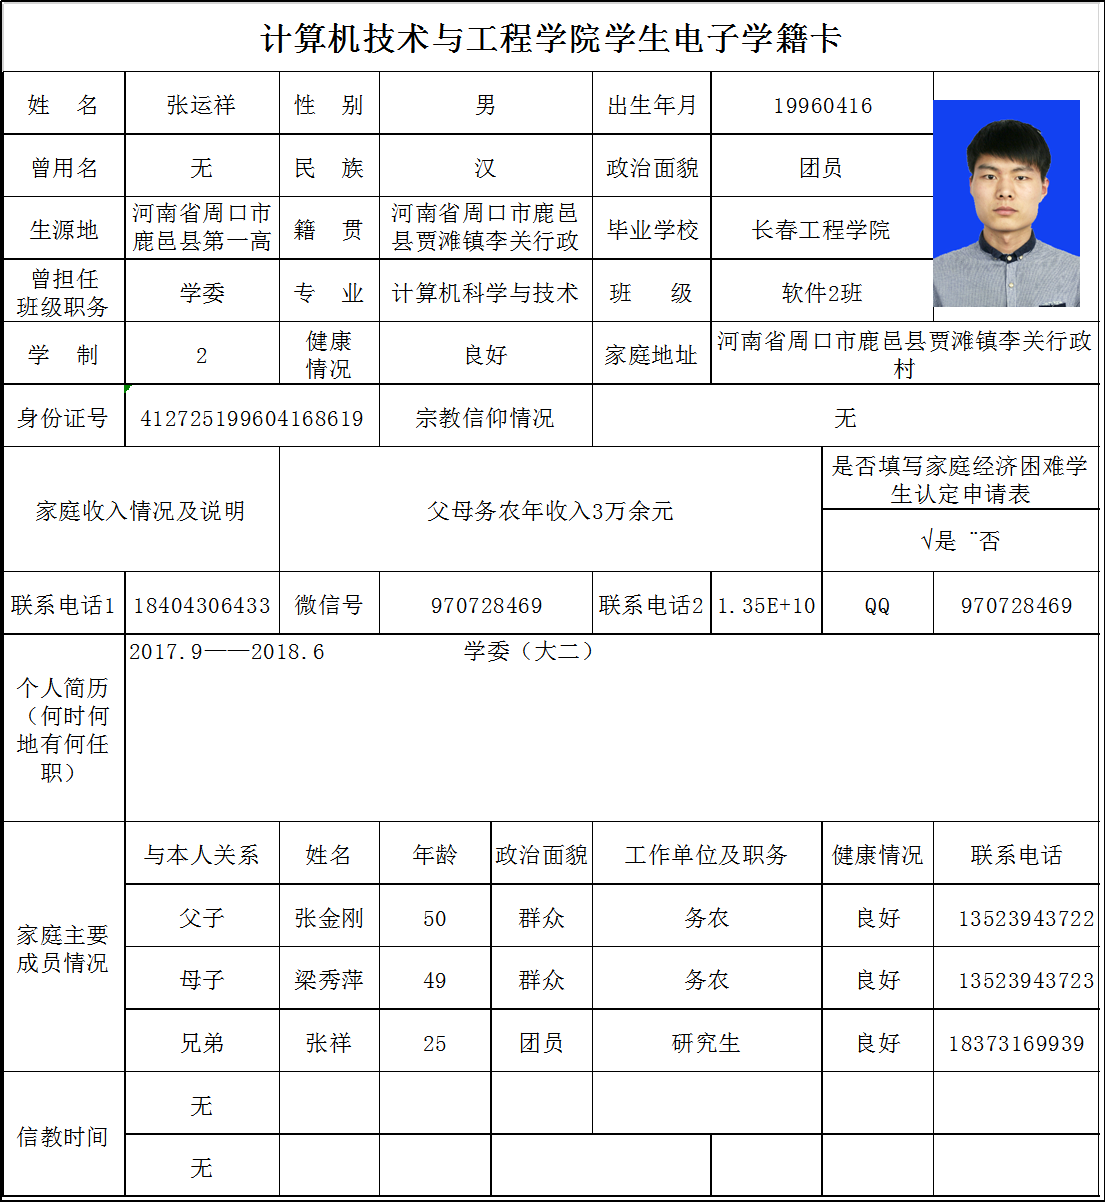 计算机技术与工程学院学生电子学籍卡
姓 名 张运祥 性 别 男 出生年月 19960416
曾用名 无 民 族 汉 政治面貌 团员
生源地 河南省周口市鹿邑县第一高 籍 贯 河南省周口市鹿邑县贾滩镇李关行政 毕业学校 长春工程学院
曾担任班级职务 学委 专 业 计算机科学与技术 班 级 软件2班
学 制 2 健康情况 良好 家庭地址 河南省周口市鹿邑县贾滩镇李关行政村
身份证号 412725199604168619 宗教信仰情况 无
家庭收入情况及说明 父母务农年收入3万余元 是否填写家庭经济困难学生认定申请表
√是 ¨否
联系电话1 18404306433 微信号 970728469 联系电话2 1.35E+10 QQ 970728469
个人简历（何时何地有何任职） 2017.9——2018.6 学委（大二）
家庭主要成员情况
与本人关系 姓名 年龄 政治面貌 工作单位及职务 健康情况 联系电话
父子 张金刚 50 群众 务农 良好 13523943722
母子 梁秀萍 49 群众 务农 良好 13523943723
兄弟 张祥 25 团员 研究生 良好 18373169939
信教时间 无
无